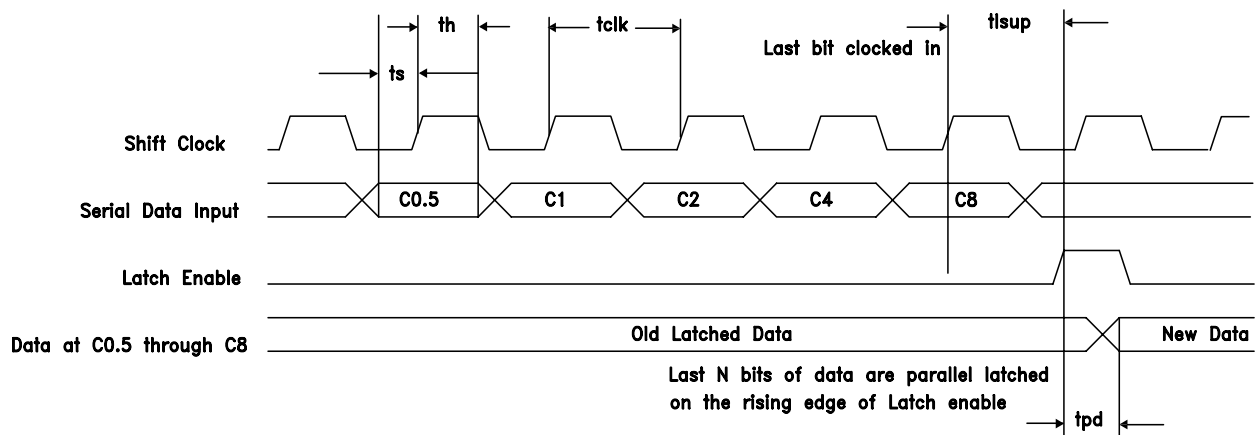 th
tclk
tlsup
Last bit clocked in
ts
Shift Clock
Serial Data Input
C0.5
C1
C2
C4
C8
Latch Enable
Data at C0.5 through C8
Old Latched Data
New Data
Last N bits of data are parallel latched
on the rising edge of Latch enable
tpd